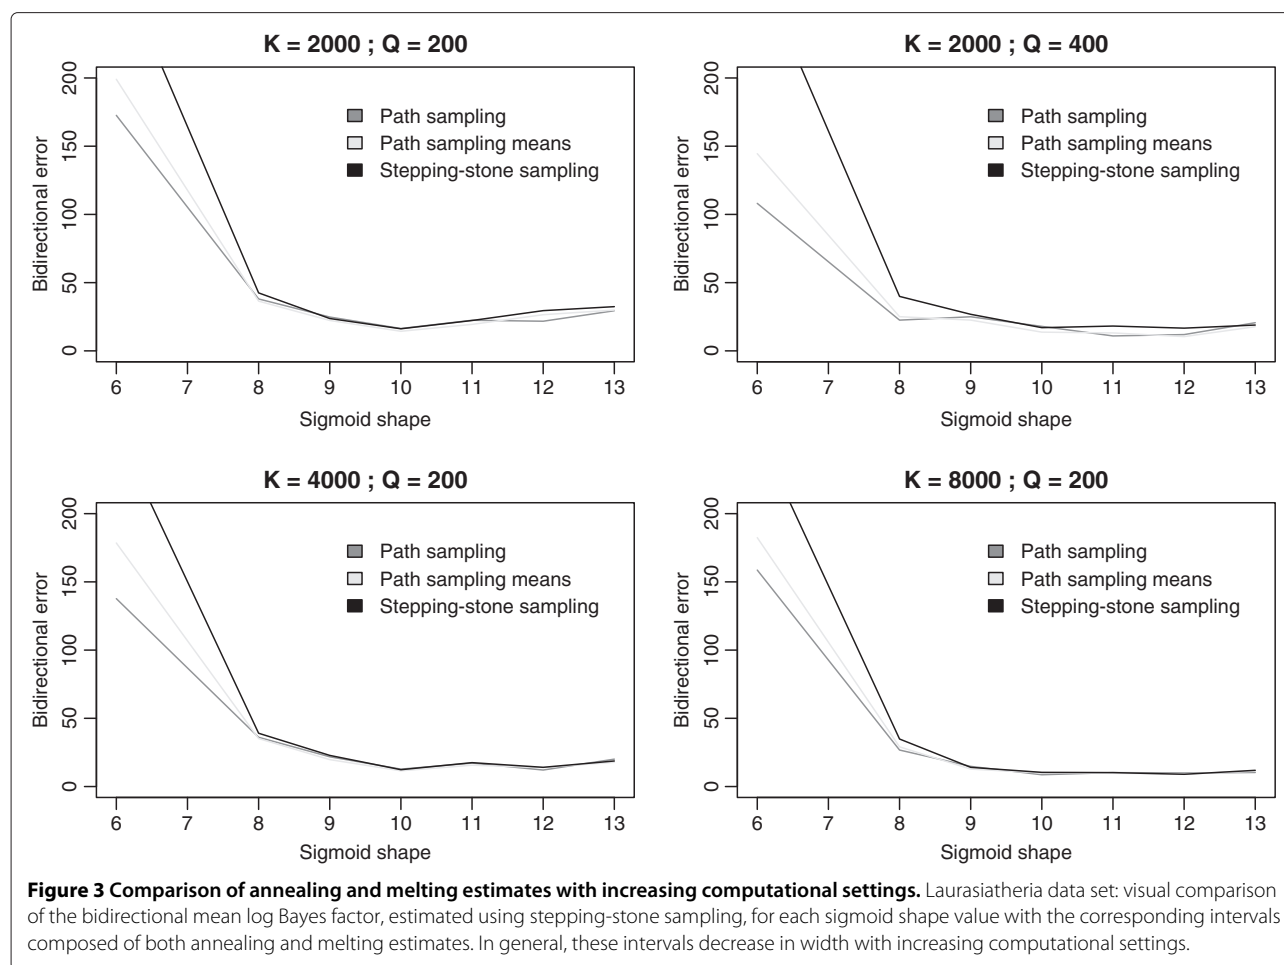 K = 2000 ; Q = 200
Bidirectional error
200
150
100
50
0
Path sampling
Path sampling means
Stepping-stone sampling
6 7 8 9 10 11 12 13
Sigmoid shape
K = 2000 ; Q = 400
Bidirectional error
200
150
100
50
0
Path sampling
Path sampling means
Stepping-stone sampling
6 7 8 9 10 11 12 13
Sigmoid shape
K = 4000 ; Q = 200
Bidirectional error
200
150
100
50
0
Path sampling
Path sampling means
Stepping-stone sampling
6 7 8 9 10 11 12 13
Sigmoid shape
K = 8000 ; Q = 200
Bidirectional error
200
150
100
50
0
Path sampling
Path sampling means
Stepping-stone sampling
6 7 8 9 10 11 12 13
Sigmoid shape
Figure 3 Comparison of annealing and melting estimates with increasing computational settings. Laurasiatheria data set: visual comparison
of the bidirectional mean log Bayes factor, estimated using stepping-stone sampling, for each sigmoid shape value with the corresponding intervals
composed of both annealing and melting estimates. In general, these intervals decrease in width with increasing computational settings.